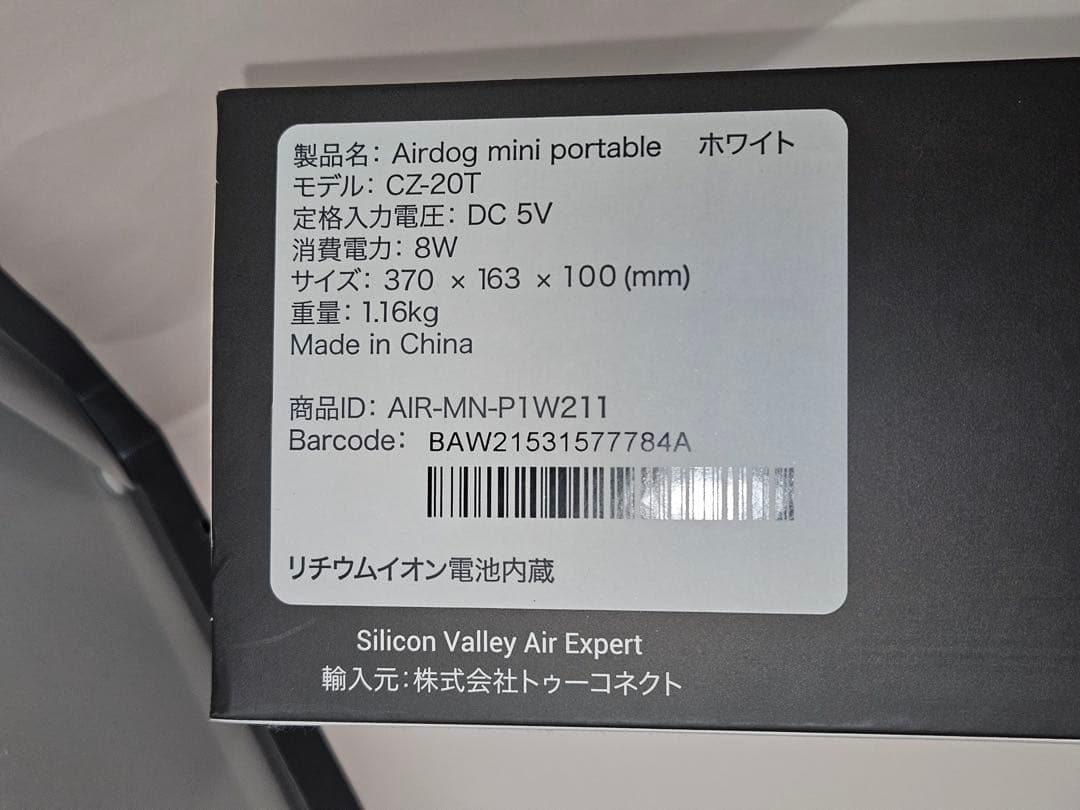 製品名: Airdog mini portable ホワイト
モデル: CZ-20T
定格入力電圧: DC 5V
消費電力: 8W
サイズ: 370 × 163 × 100 (mm)
重量: 1.16kg
Made in China
商品ID: AIR-MN-P1W211
Barcode: BAW21531577784A
リチウムイオン電池内蔵
Silicon Valley Air Expert
輸入元:株式会社トゥーコネクト